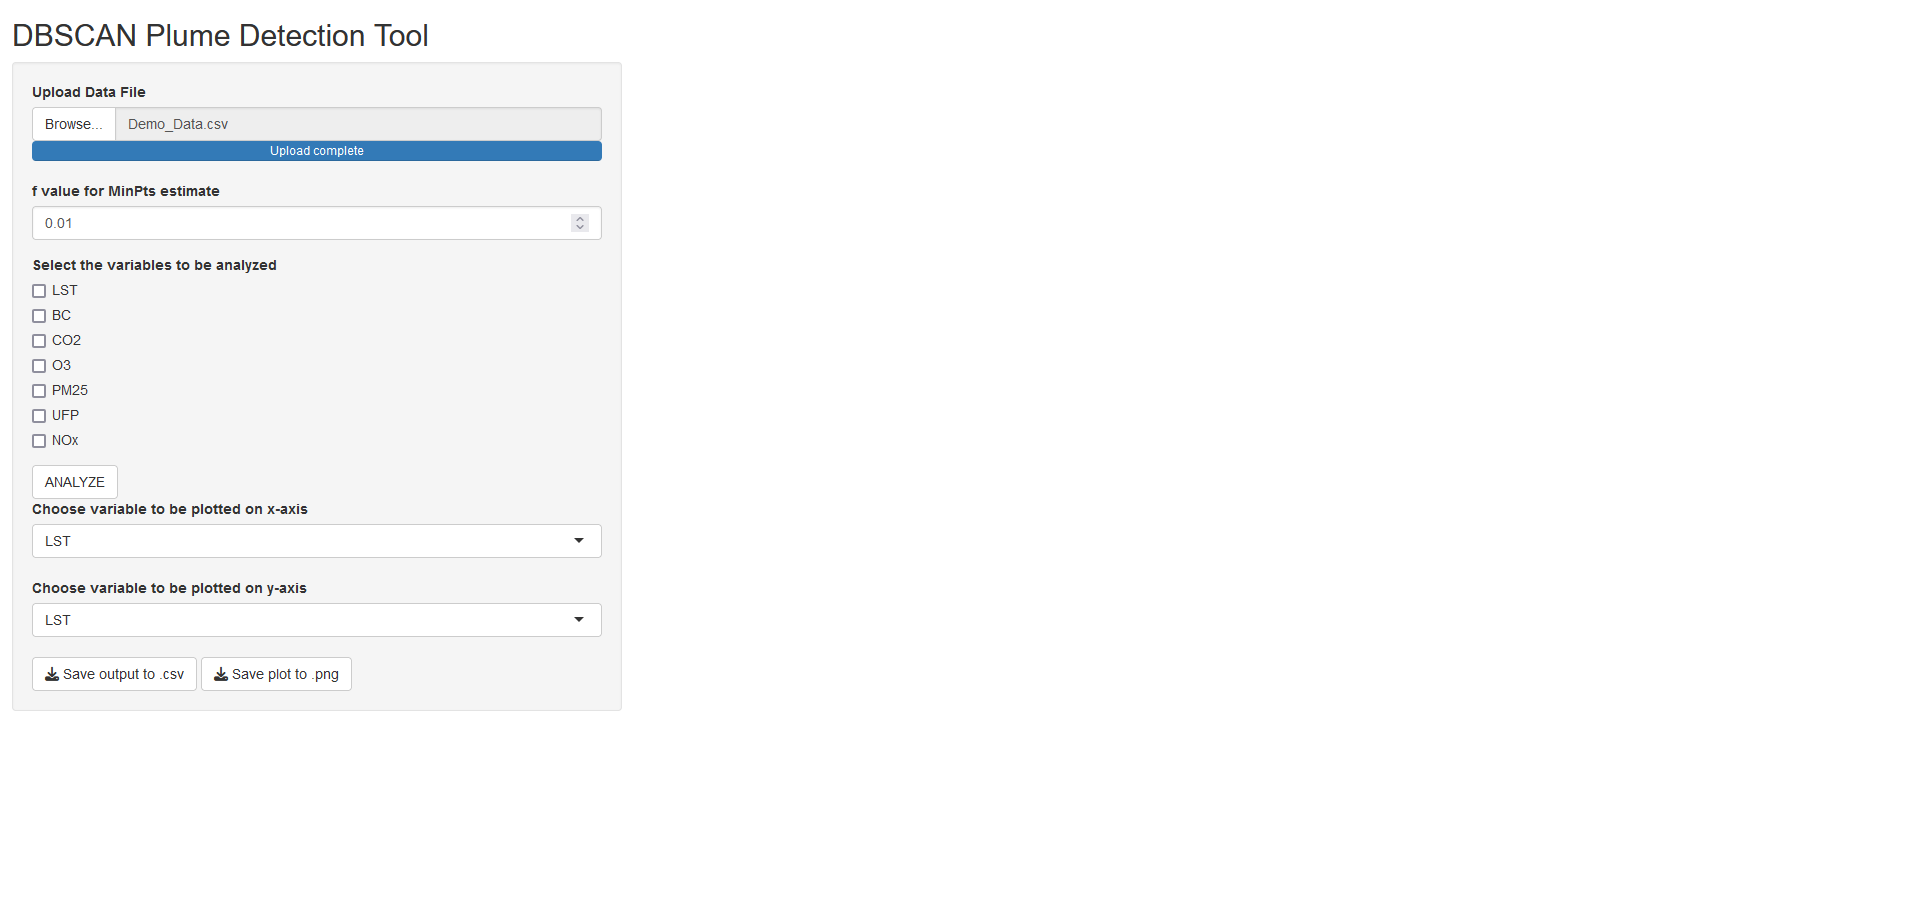 DBSCAN Plume Detection Tool
Upload Data File
Browse... Demo_Data.csv
Upload complete
f value for MinPts estimate
0.01
Select the variables to be analyzed
LST
BC
CO2
O3
PM25
UFP
NOx
ANALYZE
Choose variable to be plotted on x-axis
LST
Choose variable to be plotted on y-axis
LST
Save output to .csv Save plot to .png